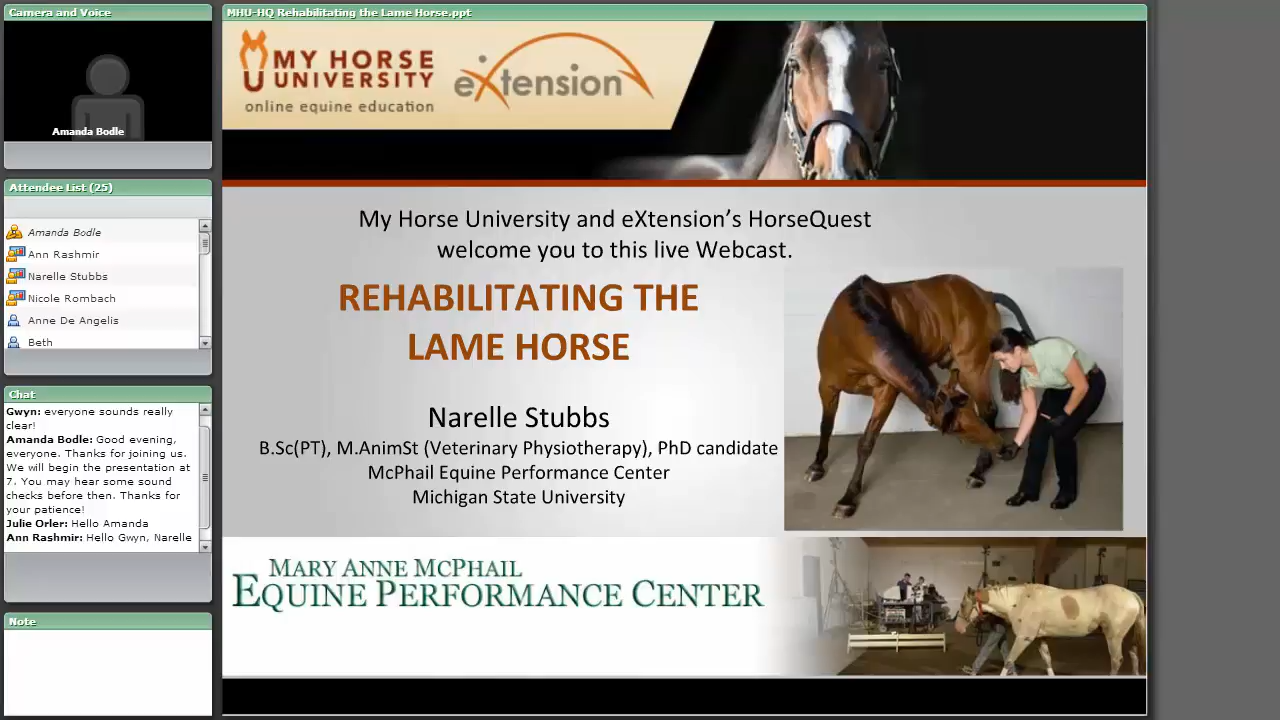 Camera and Voice
Amanda Bodle
Attendee List (25)
Amanda Bodle
Ann Rashmir
Narelle Stubbs
Nicole Rombach
Anne De Angelis
Beth
Chat
Gwyn: everyone sounds really
clear!
Amanda Bodle: Good evening,
everyone. Thanks for joining us.
We will begin the presentation at
7. You may hear some sound
checks before then. Thanks for
your patience!
Julie Orler: Hello Amanda
Ann Rashmir: Hello Gwyn, Narelle
Note
MHU-HQ Rehabilitating the Lame Horse.ppt
MY HORSE
UNIVERSITY
online equine education
eXtension
My Horse University and eXtension’s HorseQuest
welcome you to this live Webcast.
REHABILITATING THE
LAME HORSE
Narelle Stubbs
B.Sc(PT), M.AnimSt (Veterinary Physiotherapy), PhD candidate
McPhail Equine Performance Center
Michigan State University
MARY ANNE MCPHAIL
EQUINE PERFORMANCE CENTER